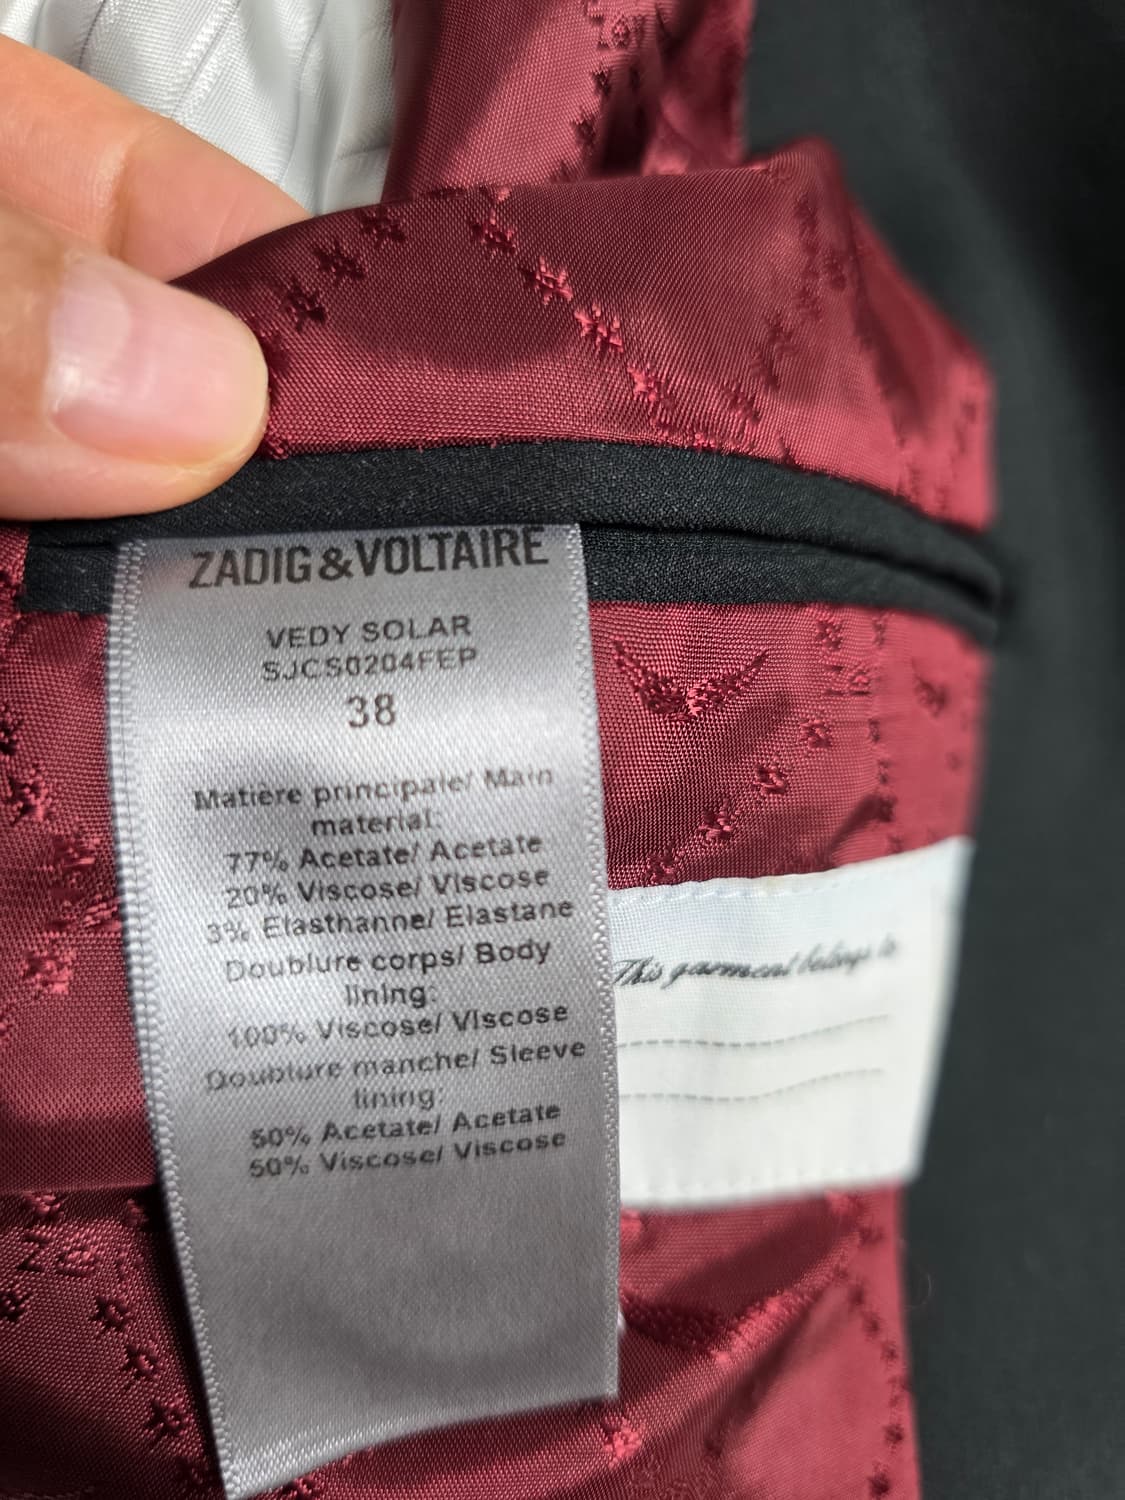 ZADIG&VOLTAIRE
VEDY SOLAR
SJCS0204FEP
38
Matière principale/ Main
material:
77% Acetate/ Acetate
20% Viscose/ Viscose
3% Elasthanne/ Elastane
Doublure corps/ Body
lining:
100% Viscose/ Viscose
Doublure manche/ Sleeve
lining:
50% Acetate/ Acetate
50% Viscose/ Viscose
This garment belongs to